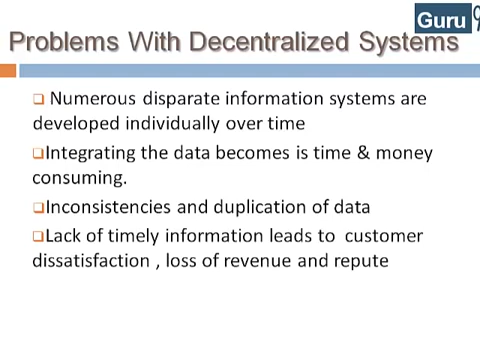 Guru
Problems With Decentralized Systems
Numerous disparate information systems are
developed individually over time
Integrating the data becomes is time & money
consuming.
Inconsistencies and duplication of data
Lack of timely information leads to customer
dissatisfaction , loss of revenue and repute